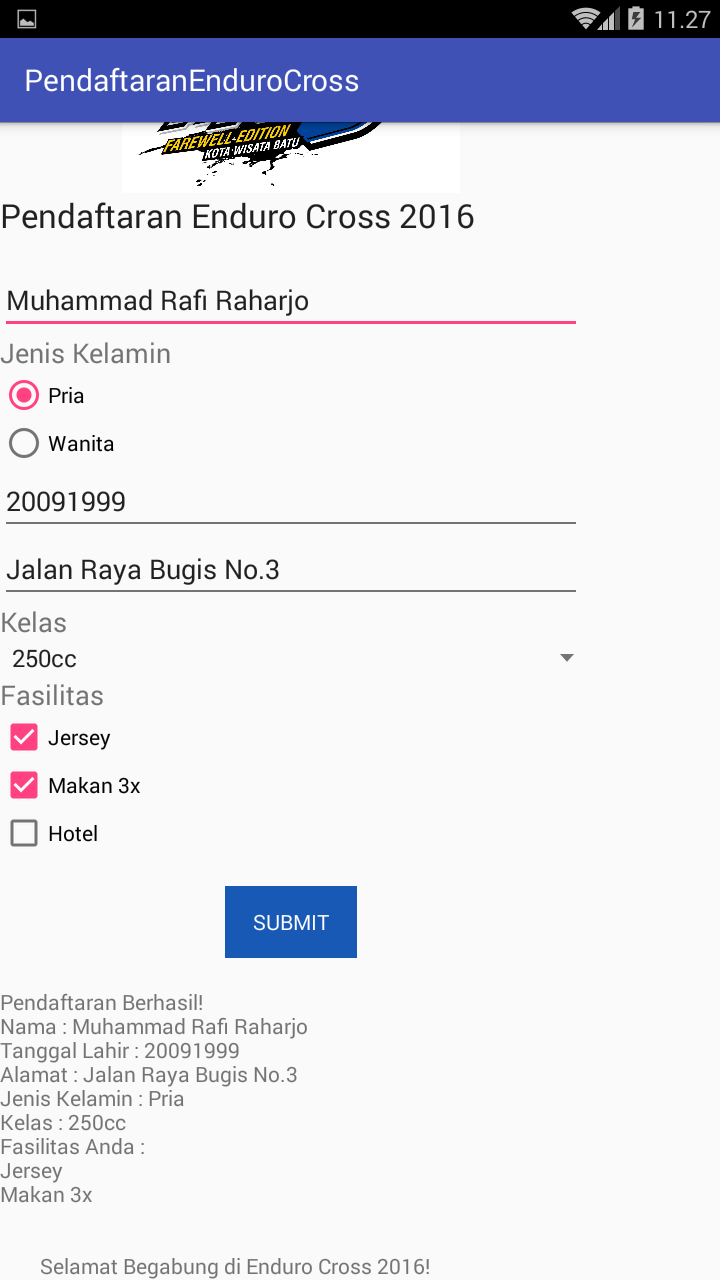 11.27
PendaftaranEnduroCross
FAREWELL-EDITION
KOTA WISATA BATU
Pendaftaran Enduro Cross 2016
Muhammad Rafi Raharjo
Jenis Kelamin
Pria
Wanita
20091999
Jalan Raya Bugis No.3
Kelas
250cc
Fasilitas
Jersey
Makan 3x
Hotel
SUBMIT
Pendaftaran Berhasil!
Nama : Muhammad Rafi Raharjo
Tanggal Lahir : 20091999
Alamat : Jalan Raya Bugis No.3
Jenis Kelamin : Pria
Kelas : 250cc
Fasilitas Anda :
Jersey
Makan 3x
Selamat Begabung di Enduro Cross 2016!